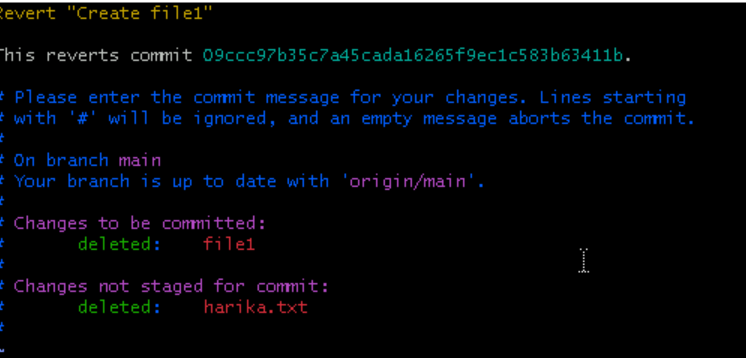 Revert "Create file1"
This reverts commit 09ccc97b35c7a45cada16265f9ec1c583b63411b.
# Please enter the commit message for your changes. Lines starting
# with '#' will be ignored, and an empty message aborts the commit.
#
# On branch main
# Your branch is up to date with 'origin/main'.
#
# Changes to be committed:
#       deleted:    file1
#
# Changes not staged for commit:
#       deleted:    harika.txt
#